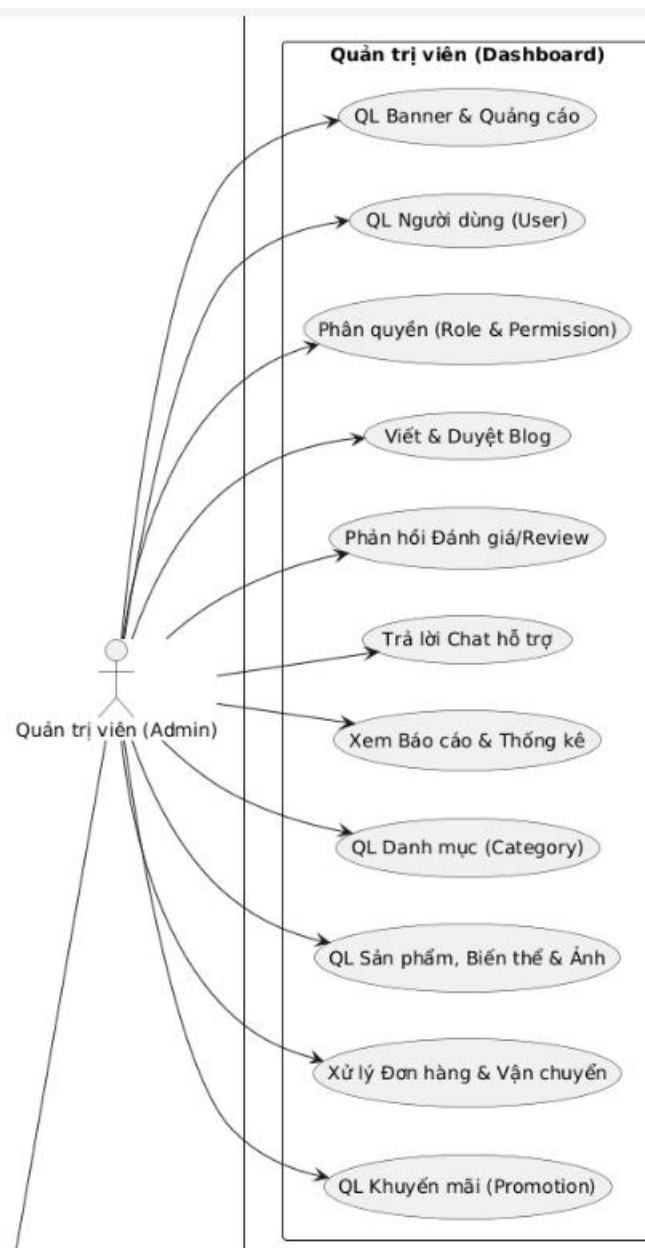 Quản trị viên (Dashboard)
QL Banner & Quảng cáo
QL Người dùng (User)
Phân quyền (Role & Permission)
Viết & Duyệt Blog
Phản hồi Đánh giá/Review
Trả lời Chat hỗ trợ
Quản trị viên (Admin)
Xem Báo cáo & Thống kê
QL Danh mục (Category)
QL Sản phẩm, Biến thể & Ảnh
Xử lý Đơn hàng & Vận chuyển
QL Khuyến mãi (Promotion)